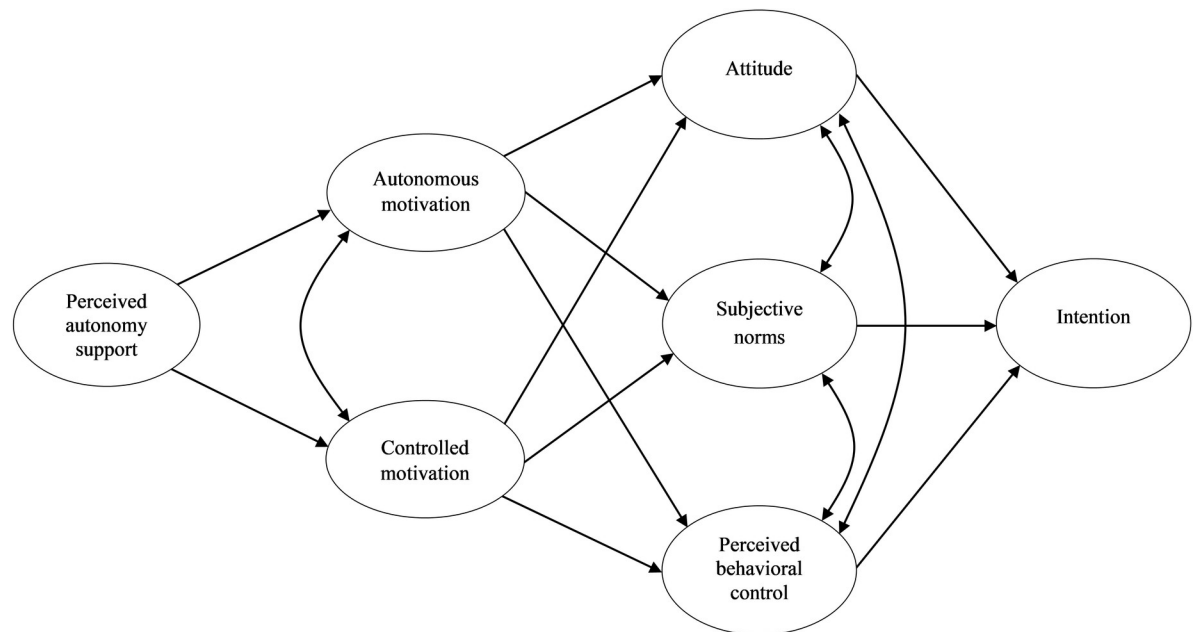 Attitude
Autonomous
motivation
Perceived
autonomy
support
Subjective
norms
Intention
Controlled
motivation
Perceived
behavioral
control